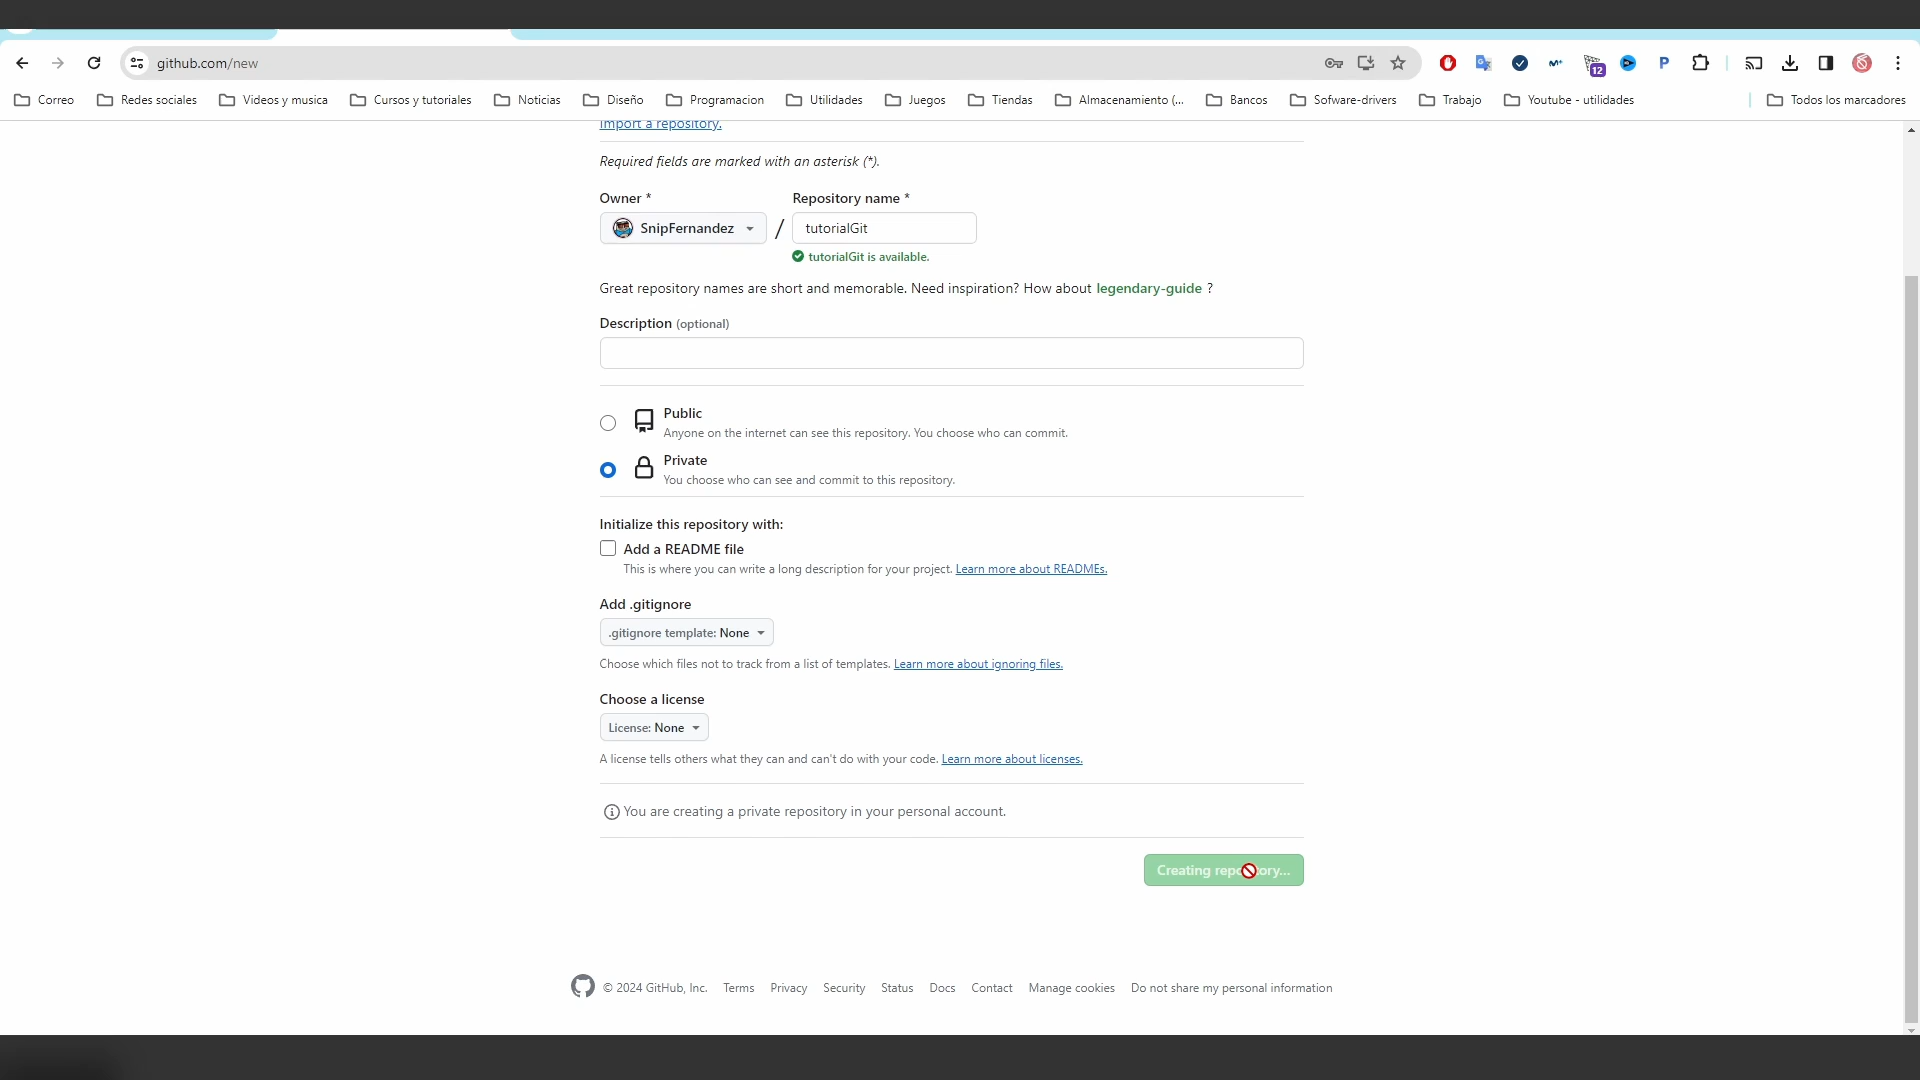 github.com/new
12
P
Correo Redes sociales Videos y musica Cursos y tutoriales Noticias Diseño Programacion Utilidades Juegos Tiendas Almacenamiento (... Bancos Sofware-drivers Trabajo Youtube - utilidades Todos los marcadores
Import a repository.
Required fields are marked with an asterisk (*).
Owner * Repository name *
SnipFernandez / tutorialGit
tutorialGit is available.
Great repository names are short and memorable. Need inspiration? How about legendary-guide ?
Description (optional)
Public
Anyone on the internet can see this repository. You choose who can commit.
Private
You choose who can see and commit to this repository.
Initialize this repository with:
Add a README file
This is where you can write a long description for your project. Learn more about READMEs.
Add .gitignore
.gitignore template: None
Choose which files not to track from a list of templates. Learn more about ignoring files.
Choose a license
License: None
A license tells others what they can and can't do with your code. Learn more about licenses.
You are creating a private repository in your personal account.
Creating repository...
© 2024 GitHub, Inc. Terms Privacy Security Status Docs Contact Manage cookies Do not share my personal information